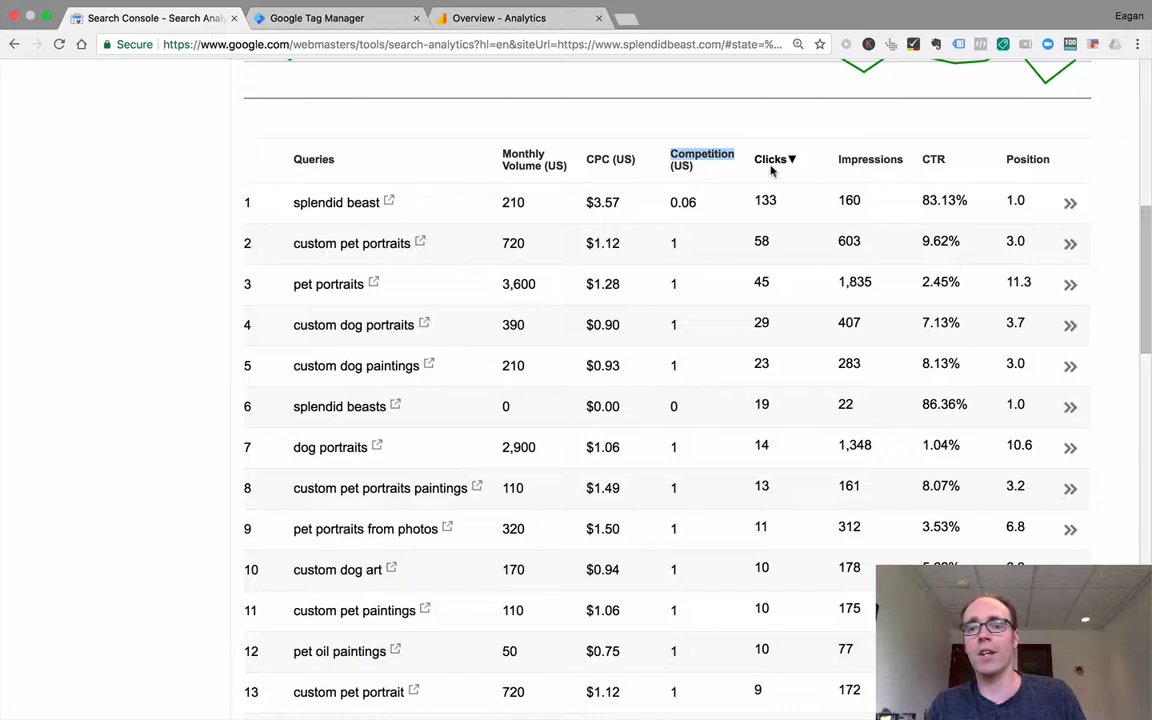 Search Console - Search Anal
Google Tag Manager
Overview - Analytics
Eagan
Secure
https://www.google.com/webmasters/tools/search-analytics?hl=en&siteUrl=https://www.splendidbeast.com/#state=%...
100
Queries Monthly Volume (US) CPC (US) Competition (US) Clicks▼ Impressions CTR Position
1 splendid beast 210 $3.57 0.06 133 160 83.13% 1.0 »
2 custom pet portraits 720 $1.12 1 58 603 9.62% 3.0 »
3 pet portraits 3,600 $1.28 1 45 1,835 2.45% 11.3 »
4 custom dog portraits 390 $0.90 1 29 407 7.13% 3.7 »
5 custom dog paintings 210 $0.93 1 23 283 8.13% 3.0 »
6 splendid beasts 0 $0.00 0 19 22 86.36% 1.0 »
7 dog portraits 2,900 $1.06 1 14 1,348 1.04% 10.6 »
8 custom pet portraits paintings 110 $1.49 1 13 161 8.07% 3.2 »
9 pet portraits from photos 320 $1.50 1 11 312 3.53% 6.8 »
10 custom dog art 170 $0.94 1 10 178
11 custom pet paintings 110 $1.06 1 10 175
12 pet oil paintings 50 $0.75 1 10 77
13 custom pet portrait 720 $1.12 1 9 172